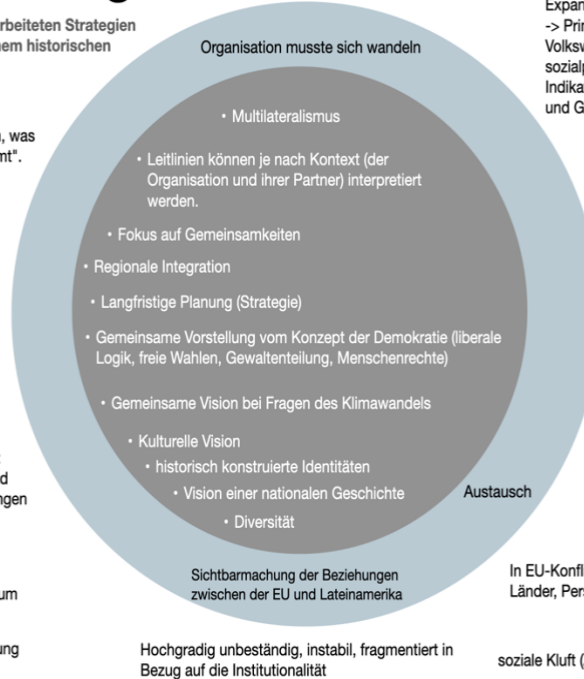 arbeiteten Strategien
em historischen
Organisation musste sich wandeln
Expan
-> Prin
Volksw
sozialp
Indika
und G
n, was
mt".
• Multilateralismus
• Leitlinien können je nach Kontext (der
Organisation und ihrer Partner) interpretiert
werden.
• Fokus auf Gemeinsamkeiten
• Regionale Integration
• Langfristige Planung (Strategie)
• Gemeinsame Vorstellung vom Konzept der Demokratie (liberale
Logik, freie Wahlen, Gewaltenteilung, Menschenrechte)
• Gemeinsame Vision bei Fragen des Klimawandels
• Kulturelle Vision
• historisch konstruierte Identitäten
• Vision einer nationalen Geschichte
• Diversität
d
ngen
Austausch
Sichtbarmachung der Beziehungen
zwischen der EU und Lateinamerika
In EU-Konfl
Länder, Pers
um
ung
Hochgradig unbeständig, instabil, fragmentiert in
Bezug auf die Institutionalität
soziale Kluft (